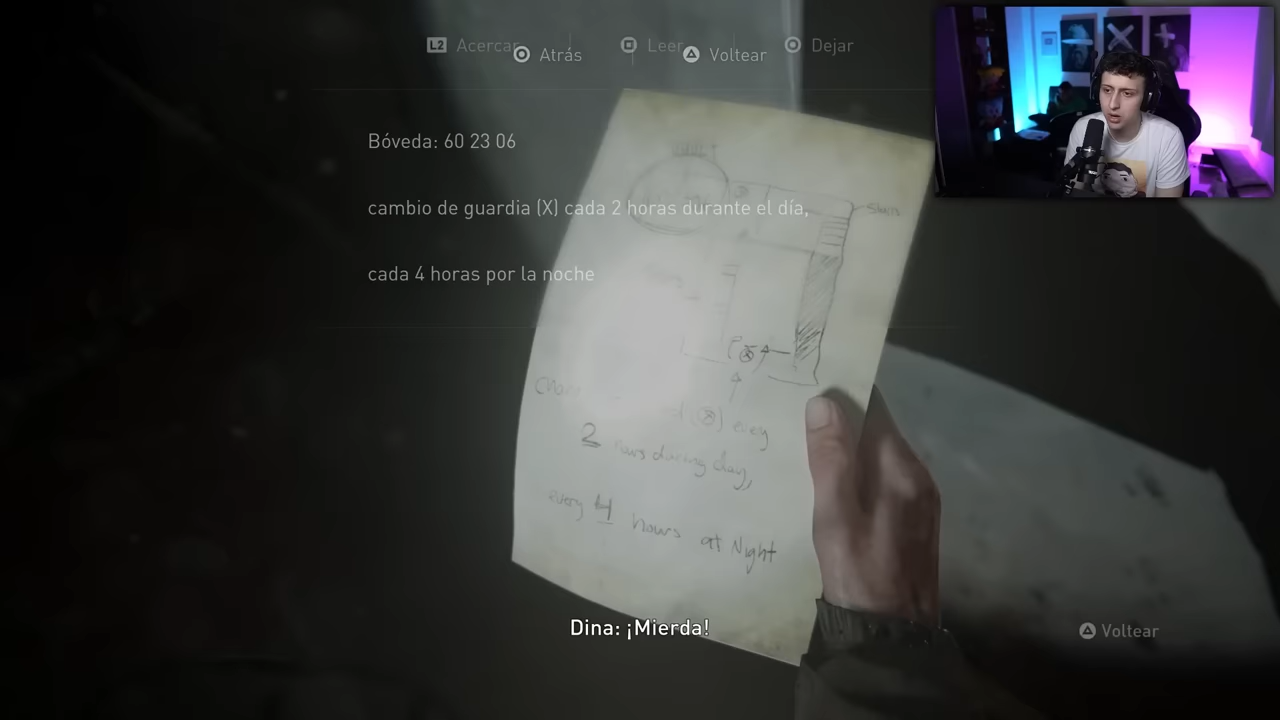 L2 Acercar Leer Dejar
Atrás Voltear
Bóveda: 60 23 06
cambio de guardia (X) cada 2 horas durante el día,
cada 4 horas por la noche
Stairs
every
2 hours during day,
every 4 hours at Night
Dina: ¡Mierda!
Voltear